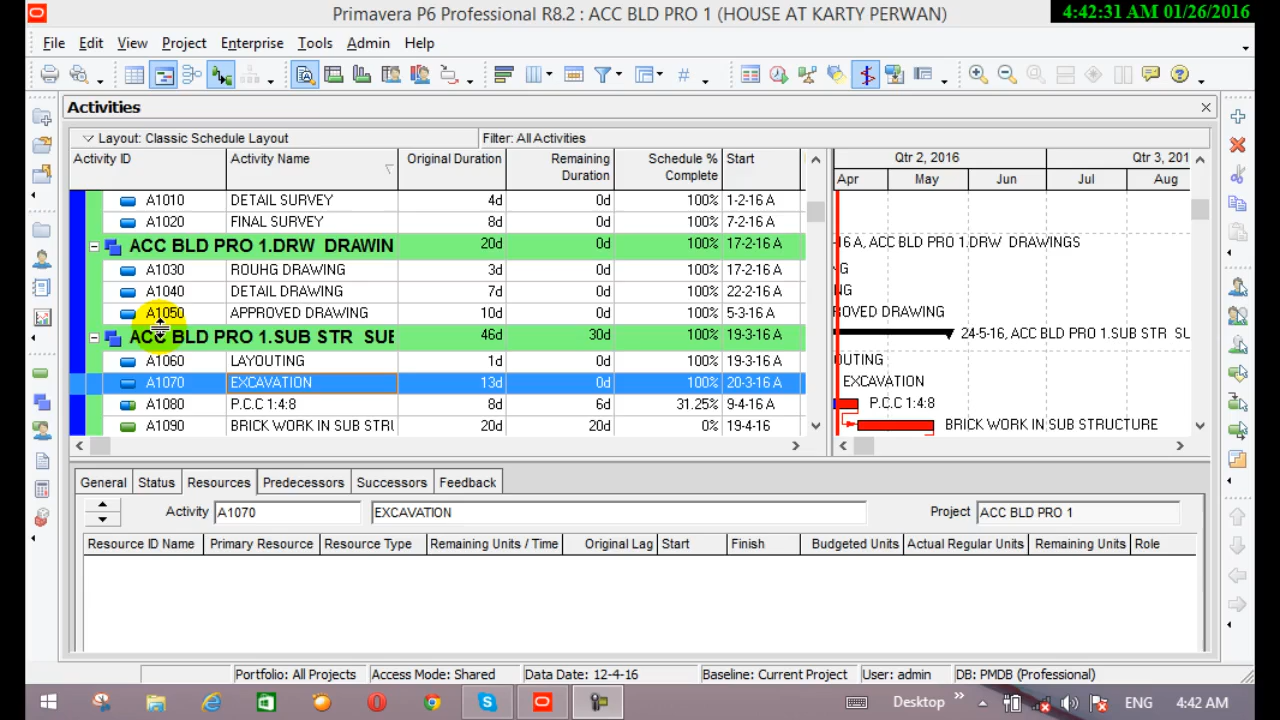 Primavera P6 Professional R8.2 : ACC BLD PRO 1 (HOUSE AT KARTY PERWAN)
4:42:31 AM 01/26/2016
File Edit View Project Enterprise Tools Admin Help
Activities
Layout: Classic Schedule Layout Filter: All Activities
Activity ID Activity Name Original Duration Remaining Duration Schedule % Complete Start
Qtr 2, 2016 Qtr 3, 201
Apr May Jun Jul Aug
A1010 DETAIL SURVEY 4d 0d 100% 1-2-16 A
A1020 FINAL SURVEY 8d 0d 100% 7-2-16 A
ACC BLD PRO 1.DRW DRAWIN 20d 0d 100% 17-2-16 A -16 A, ACC BLD PRO 1.DRW DRAWINGS
A1030 ROUHG DRAWING 3d 0d 100% 17-2-16 A NG
A1040 DETAIL DRAWING 7d 0d 100% 22-2-16 A NG
A1050 APPROVED DRAWING 10d 0d 100% 5-3-16 A ROVED DRAWING
ACC BLD PRO 1.SUB STR SUE 46d 30d 100% 19-3-16 A 24-5-16, ACC BLD PRO 1.SUB STR SU
A1060 LAYOUTING 1d 0d 100% 19-3-16 A OUTING
A1070 EXCAVATION 13d 0d 100% 20-3-16 A EXCAVATION
A1080 P.C.C 1:4:8 8d 6d 31.25% 9-4-16 A P.C.C 1:4:8
A1090 BRICK WORK IN SUB STRU 20d 20d 0% 19-4-16 BRICK WORK IN SUB STRUCTURE
General Status Resources Predecessors Successors Feedback
Activity A1070 EXCAVATION Project ACC BLD PRO 1
Resource ID Name Primary Resource Resource Type Remaining Units / Time Original Lag Start Finish Budgeted Units Actual Regular Units Remaining Units Role
Portfolio: All Projects Access Mode: Shared Data Date: 12-4-16 Baseline: Current Project User: admin DB: PMDB (Professional)
Desktop » ENG 4:42 AM